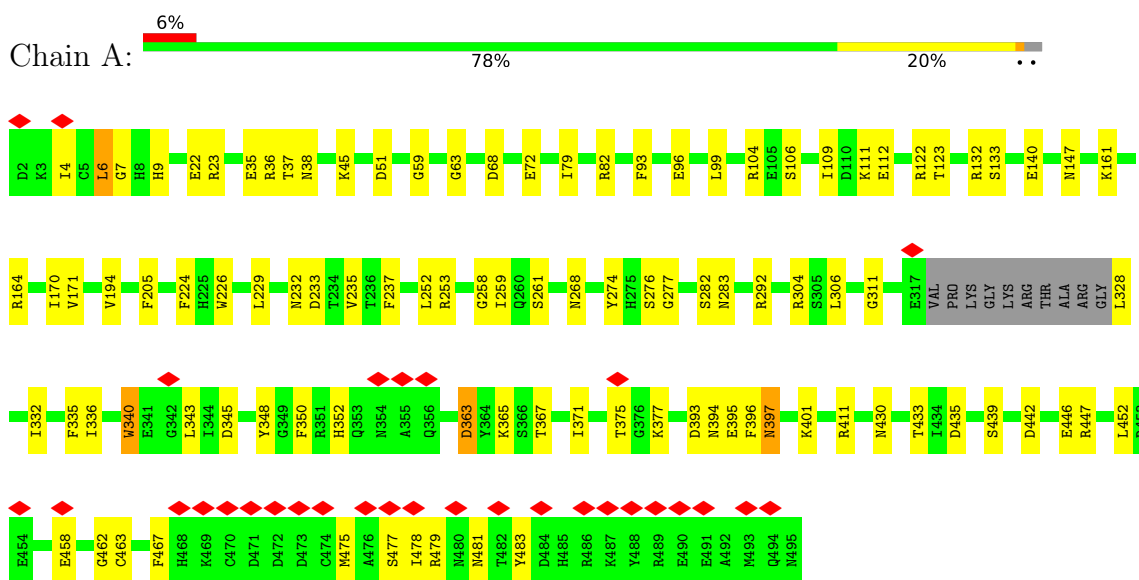 6%
Chain A:
78% 20% • •
D2 K3 I4 C5 L6 G7 H8 H9 E22 R23 E35 R36 T37 N38 K45 D51 G59 G63 D68 E72 I79 R82 F93 E96 L99 R104 E105 S106 I109 D110 K111 E112 R122 T123 R132 S133 E140 N147 K161
R164 I170 V171 V194 F205 F224 H225 W226 L229 N232 D233 T234 V235 T236 F237 L252 R253 G258 I259 Q260 S261 N268 Y274 H275 S276 G277 S282 N283 R292 R304 S305 L306 G311 E317 VAL PRO LYS GLY LYS ARG THR ALA ARG GLY L328
I332 F335 I336 W340 E341 G342 L343 I344 D345 Y348 G349 F350 R351 H352 Q353 N354 A355 Q356 D363 Y364 K365 S366 T367 I371 T375 G376 K377 D393 N394 E395 F396 N397 K401 R411 N430 T433 I434 D435 S439 D442 E446 R447 L452
E454 E458 G462 C463 F467 H468 K469 C470 D471 D472 D473 C474 M475 A476 S477 I478 R479 N480 N481 T482 Y483 D484 H485 R486 K487 Y488 R489 E490 E491 A492 M493 Q494 N495